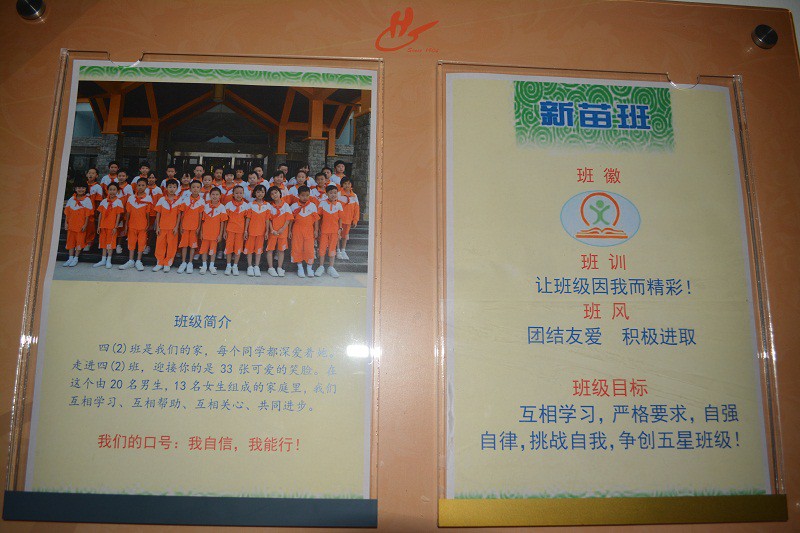 班级简介
四(2)班是我们的家，每个同学都深爱着她。
走进四(2)班，迎接你的是 33 张可爱的笑脸。在
这个由 20 名男生，13 名女生组成的家庭里，我们
互相学习、互相帮助、互相关心、共同进步。
我们的口号：我自信，我能行！
新苗班
班 徽
班 训
让班级因我而精彩！
班 风
团结友爱 积极进取
班级目标
互相学习，严格要求，自强
自律，挑战自我，争创五星班级！